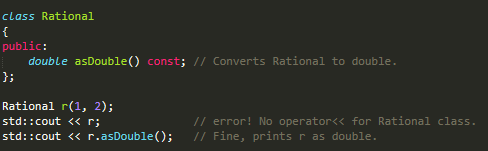 class Rational
{
public:
    double asDouble() const; // Converts Rational to double.
};

Rational r(1, 2);
std::cout << r;              // error! No operator<< for Rational class.
std::cout << r.asDouble();   // Fine, prints r as double.